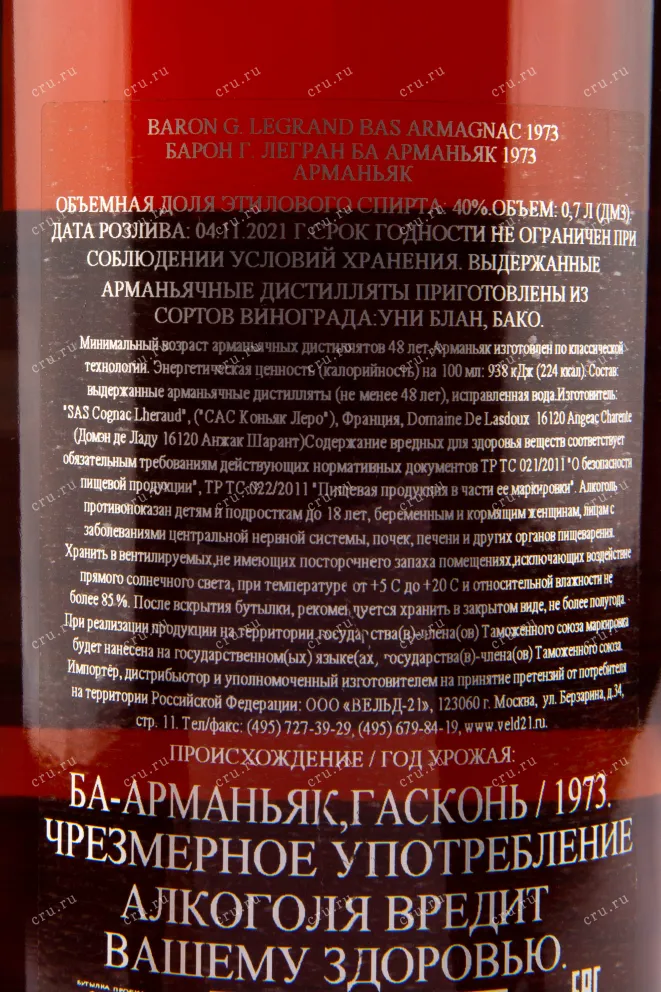 BARON G. LEGRAND BAS ARMAGNAC 1973
БАРОН Г. ЛЕГРАН БА АРМАНЬЯК 1973
АРМАНЬЯК
ОБЪЕМНАЯ ДОЛЯ ЭТИЛОВОГО СПИРТА: 40%.ОБЪЕМ: 0,7 Л (ДМ3).
ДАТА РОЗЛИВА: 04.11.2021 Г.СРОК ГОДНОСТИ НЕ ОГРАНИЧЕН ПРИ
СОБЛЮДЕНИИ УСЛОВИЙ ХРАНЕНИЯ. ВЫДЕРЖАННЫЕ
АРМАНЬЯЧНЫЕ ДИСТИЛЛЯТЫ ПРИГОТОВЛЕНЫ ИЗ
СОРТОВ ВИНОГРАДА:УНИ БЛАН, БАКО.
Минимальный возраст арманьячных дистиллятов 48 лет.Арманьяк изготовлен по классической
технологии. Энергетическая ценность (калорийность) на 100 мл: 938 кДж (224 ккал). Состав:
выдержанные арманьячные дистилляты (не менее 48 лет), исправленная вода.Изготовитель:
"SAS Cognac Lheraud", ("САС Коньяк Леро"), Франция, Domaine De Lasdoux 16120 Angeac Charente
(Домэн де Ладу 16120 Анжак Шарант)Содержание вредных для здоровья веществ соответствует
обязательным требованиям действующих нормативных документов ТР ТС 021/2011 "О безопасности
пищевой продукции", ТР ТС 022/2011 "Пищевая продукция в части ее маркировки". Алкоголь
противопоказан детям и подросткам до 18 лет, беременным и кормящим женщинам, лицам с
заболеваниями центральной нервной системы, почек, печени и других органов пищеварения.
Хранить в вентилируемых,не имеющих посторочнего запаха помещениях,исключающих воздействие
прямого солнечного света, при температуре от +5 С до +20 С и относительной влажности не
более 85 %. После вскрытия бутылки, рекомендуется хранить в закрытом виде, не более полугода.
При реализации продукции на территории государства(в)-члена(ов) Таможенного союза маркировка
будет нанесена на государственном(ых) языке(ах, государства(в)-члена(ов) Таможенного союза.
Импортёр, дистрибьютор и уполномоченный изготовителем на принятие претензий от потребителя
на территории Российской Федерации: ООО «ВЕЛЬД-21», 123060 г. Москва, ул. Берзарина, д.34,
стр. 11. Тел/факс: (495) 727-39-29, (495) 679-84-19, www.veld21.ru.
ПРОИСХОЖДЕНИЕ / ГОД УРОЖАЯ:
БА-АРМАНЬЯК,ГАСКОНЬ / 1973.
ЧРЕЗМЕРНОЕ УПОТРЕБЛЕНИЕ
АЛКОГОЛЯ ВРЕДИТ
ВАШЕМУ ЗДОРОВЬЮ.
EAC
cru.ru